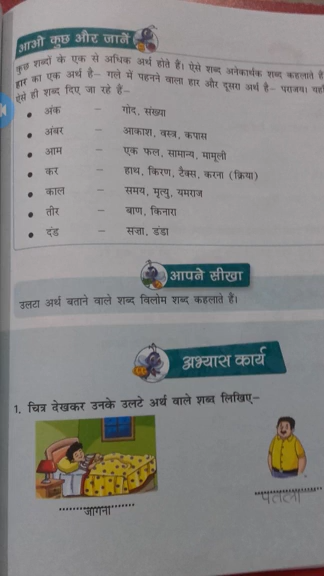 आओ कुछ और जानें
कुछ शब्दों के एक से अधिक अर्थ होते हैं। ऐसे शब्द अनेकार्थक शब्द कहलाते हैं
हार का एक अर्थ है– गले में पहनने वाला हार और दूसरा अर्थ है– पराजय। यहाँ
ऐसे ही शब्द दिए जा रहे हैं–
• अंक – गोद, संख्या
• अंबर – आकाश, वस्त्र, कपास
• आम – एक फल, सामान्य, मामूली
• कर – हाथ, किरण, टैक्स, करना (क्रिया)
• काल – समय, मृत्यु, यमराज
• तीर – बाण, किनारा
• दंड – सज़ा, डंडा
आपने सीखा
उलटा अर्थ बताने वाले शब्द विलोम शब्द कहलाते हैं।
अभ्यास कार्य
1. चित्र देखकर उनके उलटे अर्थ वाले शब्द लिखिए–
जागना
पतला